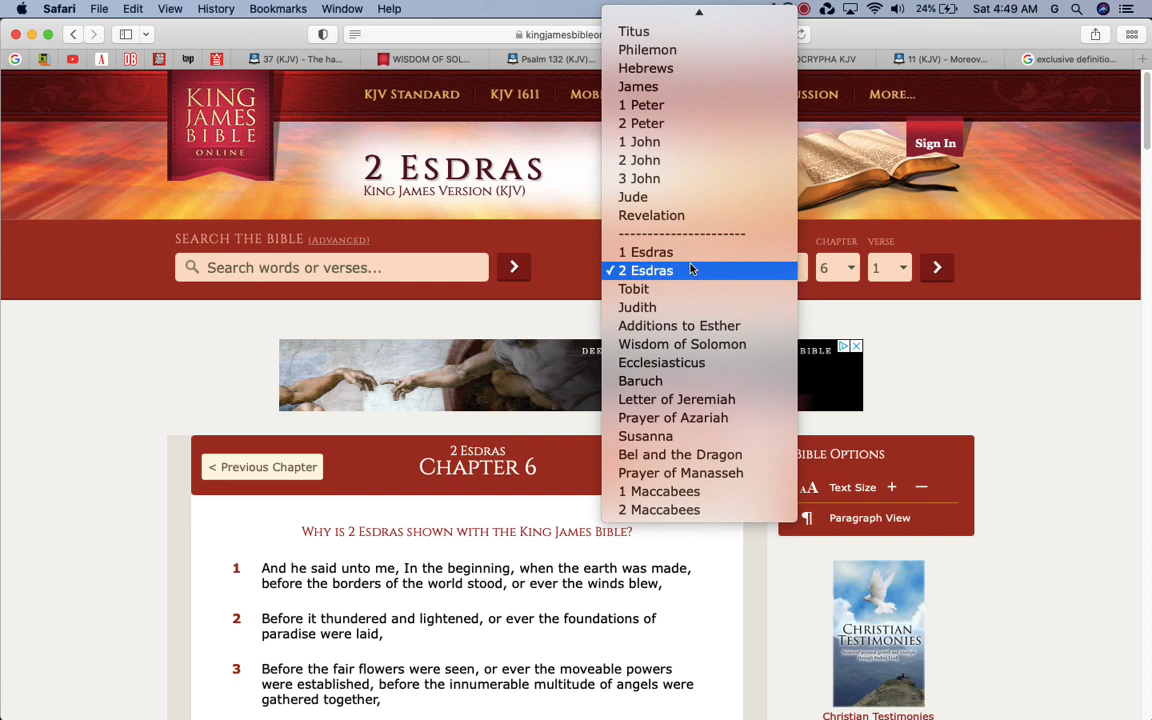 Safari File Edit View History Bookmarks Window Help
24% Sat 4:49 AM G
kingjamesbibleon
37 (KJV) - The ha...
WISDOM OF SOL...
Psalm 132 (KJV)...
OCRYPHA KJV
11 (KJV) - Moreov...
exclusive definitio...
KING
JAMES
BIBLE
ONLINE
KJV STANDARD KJV 1611 MOB
USSION MORE...
2 ESDRAS
KING JAMES VERSION (KJV)
Sign In
SEARCH THE BIBLE (ADVANCED)
Search words or verses...
CHAPTER VERSE
6 1
Titus
Philemon
Hebrews
James
1 Peter
2 Peter
1 John
2 John
3 John
Jude
Revelation
----------------------
1 Esdras
✓ 2 Esdras
Tobit
Judith
Additions to Esther
Wisdom of Solomon
Ecclesiasticus
Baruch
Letter of Jeremiah
Prayer of Azariah
Susanna
Bel and the Dragon
Prayer of Manasseh
1 Maccabees
2 Maccabees
DEE
BIBLE
< Previous Chapter
2 ESDRAS
CHAPTER 6
BIBLE OPTIONS
AA Text Size + −
¶ Paragraph View
WHY IS 2 ESDRAS SHOWN WITH THE KING JAMES BIBLE?
1 And he said unto me, In the beginning, when the earth was made,
before the borders of the world stood, or ever the winds blew,
2 Before it thundered and lightened, or ever the foundations of
paradise were laid,
3 Before the fair flowers were seen, or ever the moveable powers
were established, before the innumerable multitude of angels were
gathered together,
CHRISTIAN
TESTIMONIES
Christian Testimonies